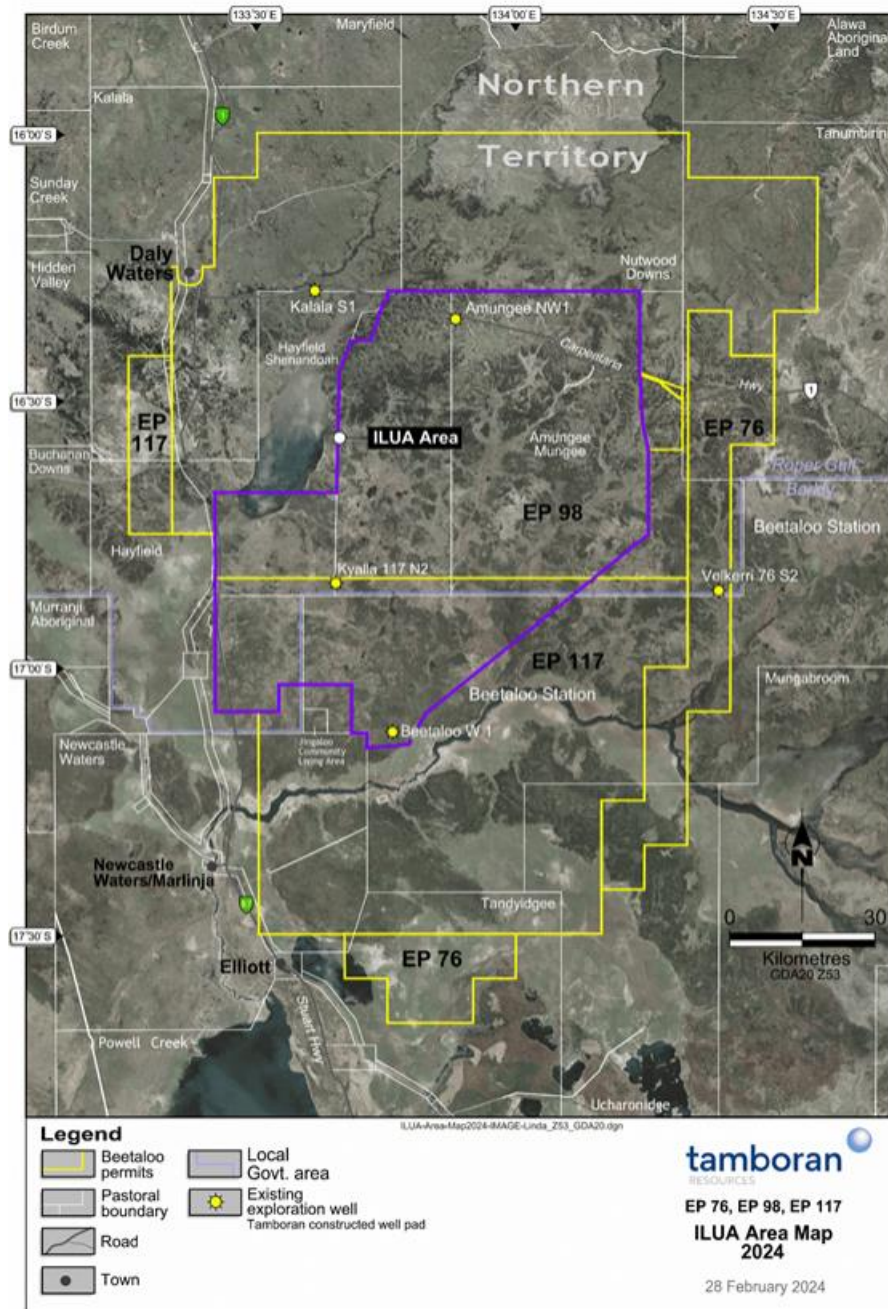 133°30' E
134°00' E
134°30' E
Birdum
Creek
Maryfield
Alawa
Aboriginal
Land
Northern
Territory
Kalala
1
16°00' S
Tanumbirini
Sunday
Creek
Daly
Waters
Hidden
Valley
Nutwood
Downs
Kalala S1
Amungee NW1
Hayfield
Shenandoah
Carpentaria
Hwy
1
16°30' S
EP
117
EP 76
ILUA Area
Buchanan
Downs
Amungee
Mungee
Roper Gulf
Barkly
EP 98
Beetaloo Station
Hayfield
Kyalla 117 N2
Velkerri 76 S2
Murranji
Aboriginal
17°00' S
EP 117
Beetaloo Station
Mungabroom
Newcastle
Waters
Jingaloo
Community
Living Area
Beetaloo W 1
Newcastle
Waters/Marlinja
N
Tandyidgee
17°30' S
0 30
Kilometres
GDA20 Z53
Elliott
EP 76
Stuart Hwy
Powell Creek
Ucharonidge
ILUA-Area-Map2024-IMAGE-Linda_Z53_GDA20.dgn
Legend
Beetaloo
permits
Local
Govt. area
Pastoral
boundary
Existing
exploration well
Tamboran constructed well pad
Road
Town
tamboran
RESOURCES
EP 76, EP 98, EP 117
ILUA Area Map
2024
28 February 2024